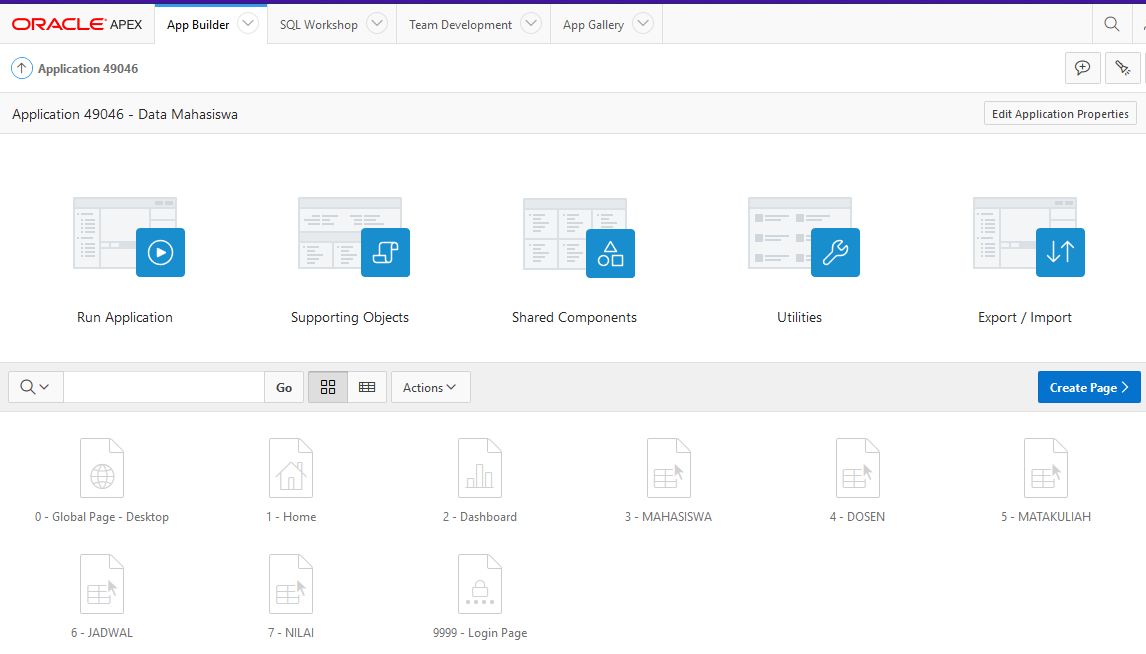 ORACLE APEX App Builder SQL Workshop Team Development App Gallery
Application 49046
Application 49046 - Data Mahasiswa Edit Application Properties
Run Application Supporting Objects Shared Components Utilities Export / Import
Go Actions Create Page
0 - Global Page - Desktop 1 - Home 2 - Dashboard 3 - MAHASISWA 4 - DOSEN 5 - MATAKULIAH
6 - JADWAL 7 - NILAI 9999 - Login Page